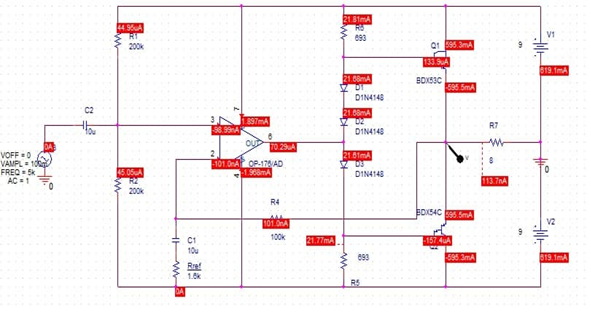 44.95uA
R1
200k
21.81mA
R6
693
Q1
595.3mA
133.9uA
BDX53C
-595.5mA
V1
9
619.1mA
21.68mA
D1
D1N4148
21.68mA
D2
D1N4148
C2
10u
3
-98.99nA
7
1.897mA
OUT
6
70.29uA
2
-101.0nA
OP-176/AD
4
-1.968mA
0A
VOFF = 0
VAMPL = 100m
FREQ = 5k
AC = 1
0
45.05uA
R2
200k
21.61mA
D3
D1N4148
R7
8
V
113.7nA
0
R4
101.0nA
100k
C1
10u
Rref
1.6k
0A
21.77mA
693
R5
BDX54C
595.5mA
-157.4uA
-595.3mA
V2
9
619.1mA